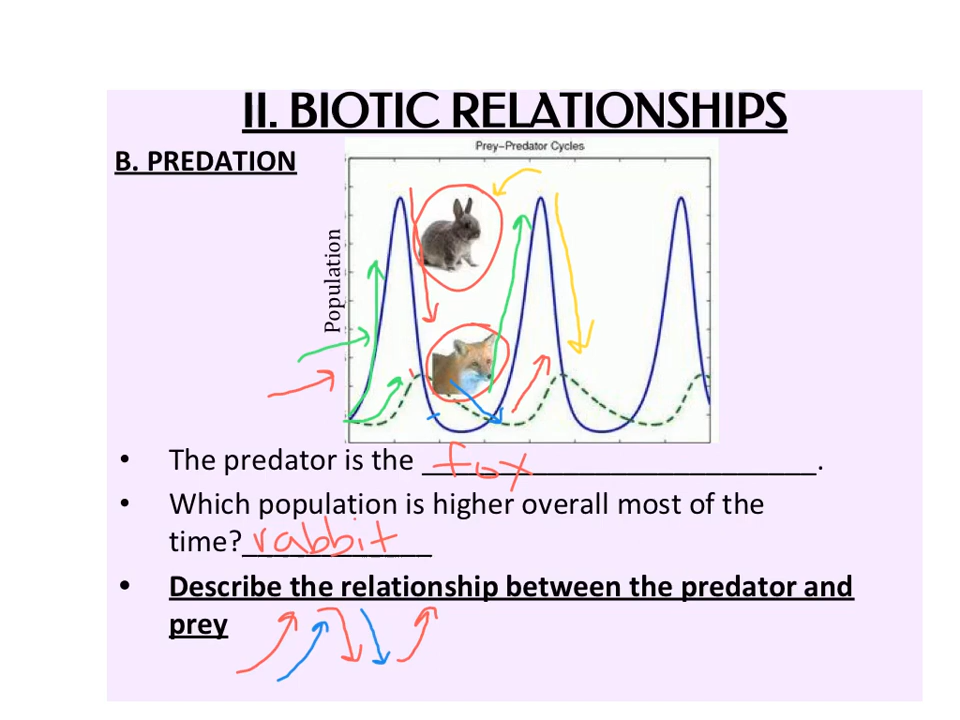 II. BIOTIC RELATIONSHIPS
B. PREDATION
Prey–Predator Cycles
Population
• The predator is the fox.
• Which population is higher overall most of the
time? rabbit
• Describe the relationship between the predator and
prey